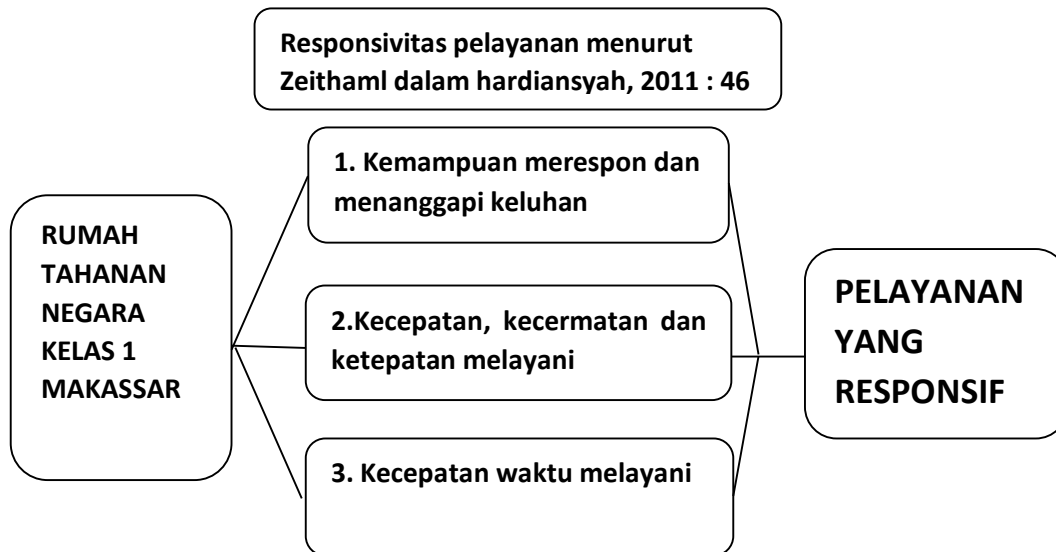 Responsivitas pelayanan menurut
Zeithaml dalam hardiansyah, 2011 : 46
RUMAH
TAHANAN
NEGARA
KELAS 1
MAKASSAR
1. Kemampuan merespon dan
menanggapi keluhan
2.Kecepatan, kecermatan dan
ketepatan melayani
3. Kecepatan waktu melayani
PELAYANAN
YANG
RESPONSIF